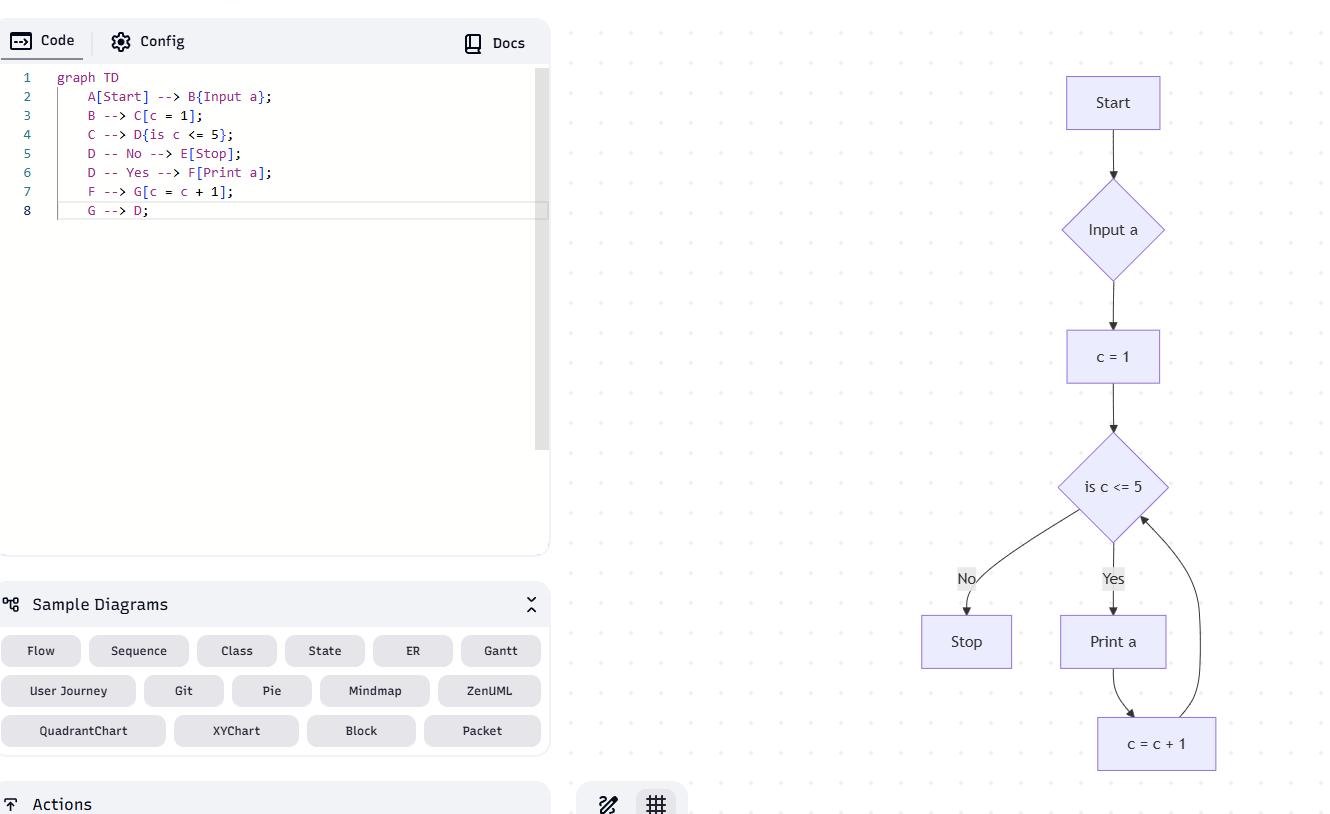 Code
Config
Docs
1 graph TD
2 A[Start] --> B{Input a};
3 B --> C[c = 1];
4 C --> D{is c <= 5};
5 D -- No --> E[Stop];
6 D -- Yes --> F[Print a];
7 F --> G[c = c + 1];
8 G --> D;
Sample Diagrams
Flow
Sequence
Class
State
ER
Gantt
User Journey
Git
Pie
Mindmap
ZenUML
QuadrantChart
XYChart
Block
Packet
Actions
Start
Input a
c = 1
is c <= 5
No
Yes
Stop
Print a
c = c + 1